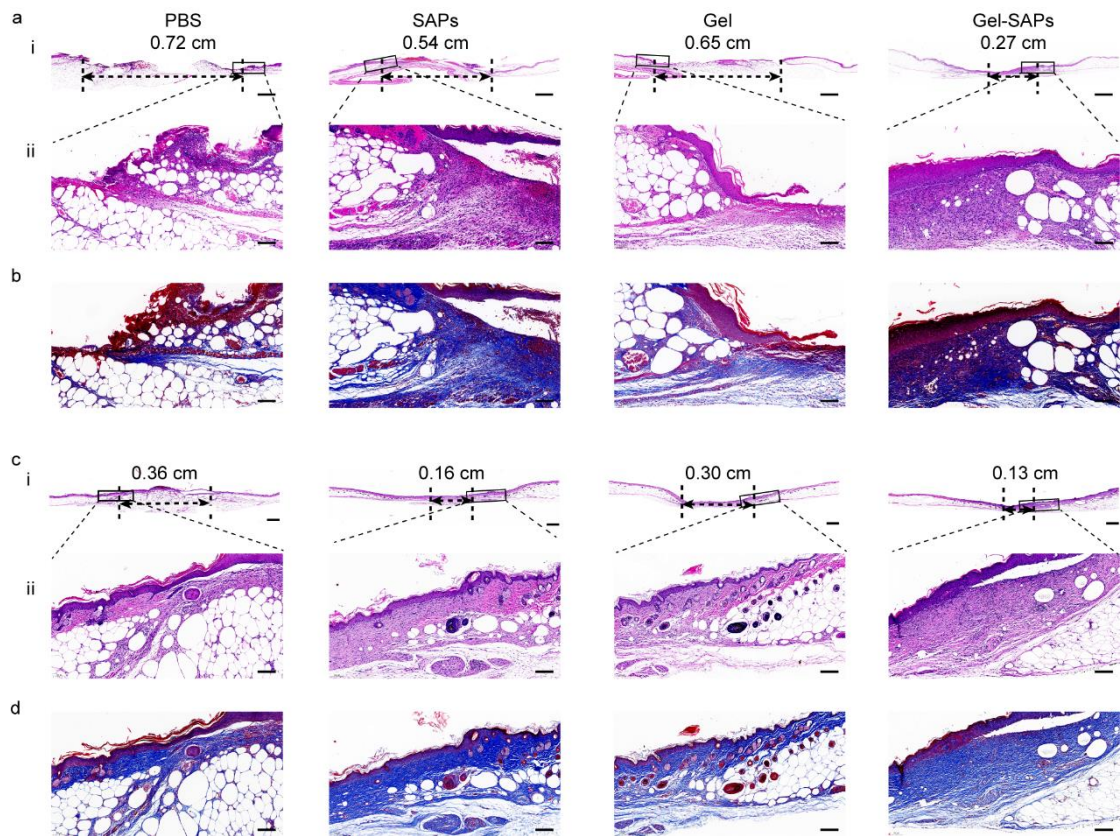 a
PBS SAPs Gel Gel-SAPs
i 0.72 cm 0.54 cm 0.65 cm 0.27 cm
ii
b
c
i 0.36 cm 0.16 cm 0.30 cm 0.13 cm
ii
d